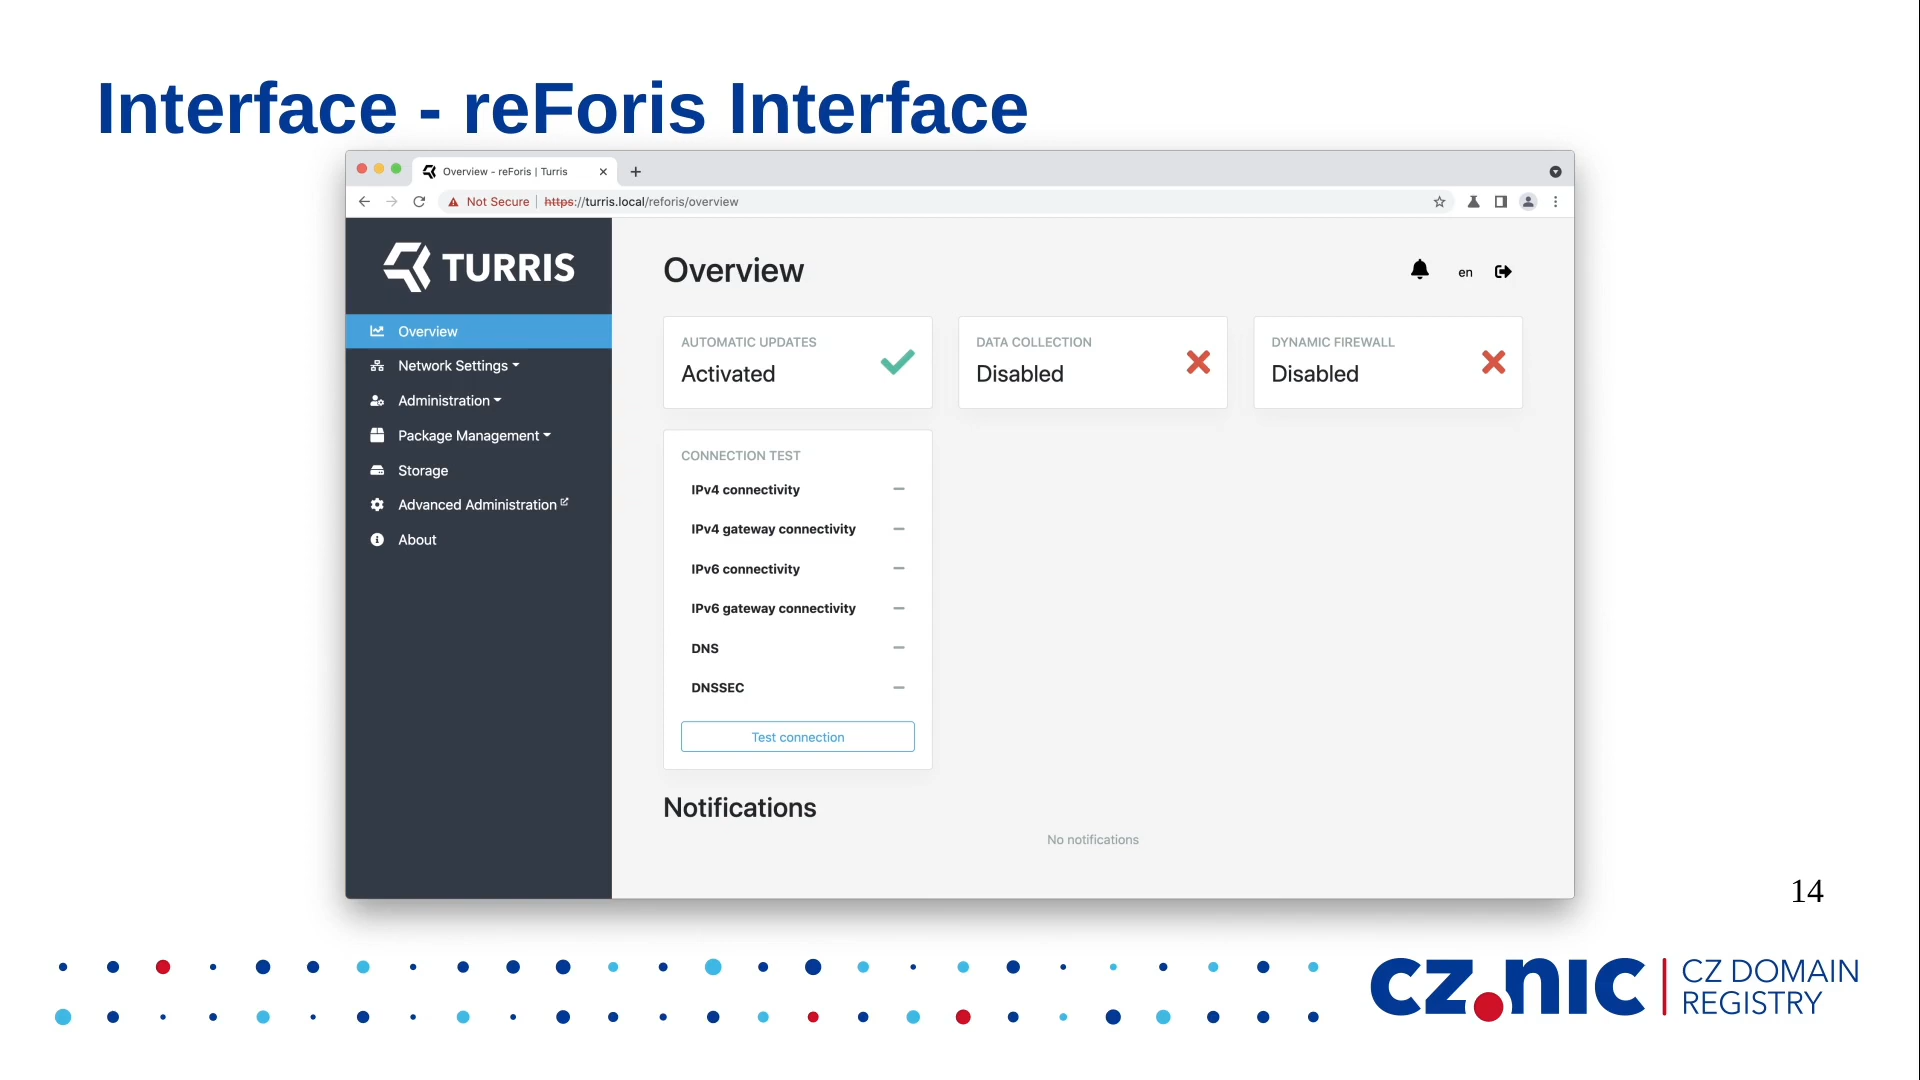 Interface - reForis Interface
Overview - reForis | Turris
Not Secure | https://turris.local/reforis/overview
TURRIS
Overview
Network Settings
Administration
Package Management
Storage
Advanced Administration
About
Overview
en
AUTOMATIC UPDATES
Activated
DATA COLLECTION
Disabled
DYNAMIC FIREWALL
Disabled
CONNECTION TEST
IPv4 connectivity
IPv4 gateway connectivity
IPv6 connectivity
IPv6 gateway connectivity
DNS
DNSSEC
Test connection
Notifications
No notifications
14
cz.nic
CZ DOMAIN
REGISTRY